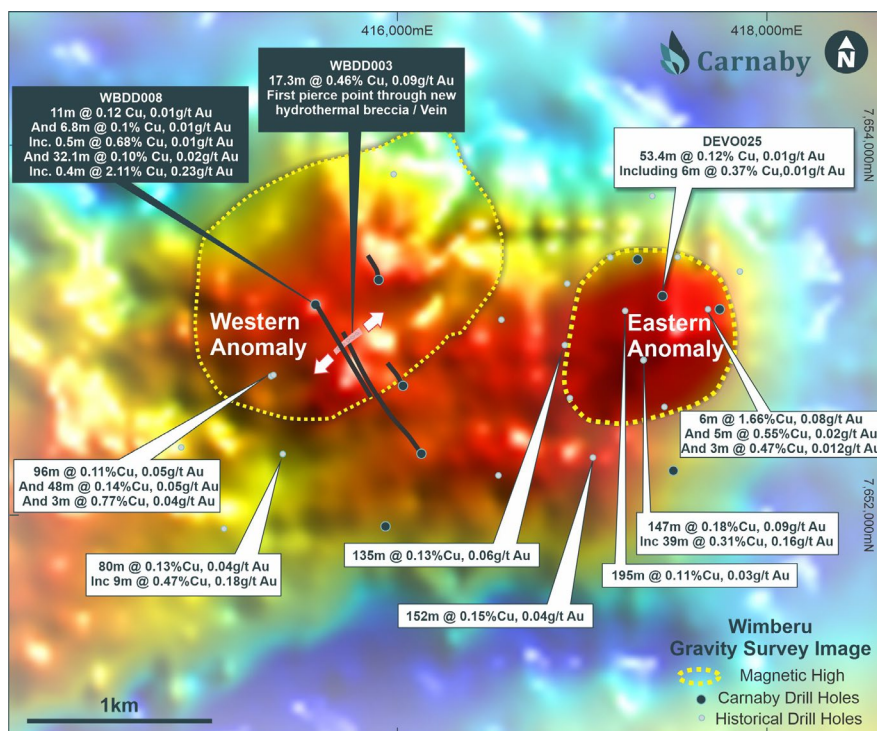 416,000mE
418,000mE
Carnaby
N
WBDD003
17.3m @ 0.46% Cu, 0.09g/t Au
First pierce point through new
hydrothermal breccia / Vein
WBDD008
11m @ 0.12 Cu, 0.01g/t Au
And 6.8m @ 0.1% Cu, 0.01g/t Au
Inc. 0.5m @ 0.68% Cu, 0.01g/t Au
And 32.1m @ 0.10% Cu, 0.02g/t Au
Inc. 0.4m @ 2.11% Cu, 0.23g/t Au
7,654,000mN
DEVO025
53.4m @ 0.12% Cu, 0.01g/t Au
Including 6m @ 0.37% Cu,0.01g/t Au
Western
Anomaly
Eastern
Anomaly
6m @ 1.66%Cu, 0.08g/t Au
And 5m @ 0.55%Cu, 0.02g/t Au
And 3m @ 0.47%Cu, 0.012g/t Au
96m @ 0.11%Cu, 0.05g/t Au
And 48m @ 0.14%Cu, 0.05g/t Au
And 3m @ 0.77%Cu, 0.04g/t Au
7,652,000mN
147m @ 0.18%Cu, 0.09g/t Au
Inc 39m @ 0.31%Cu, 0.16g/t Au
135m @ 0.13%Cu, 0.06g/t Au
80m @ 0.13%Cu, 0.04g/t Au
Inc 9m @ 0.47%Cu, 0.18g/t Au
195m @ 0.11%Cu, 0.03g/t Au
152m @ 0.15%Cu, 0.04g/t Au
Wimberu
Gravity Survey Image
Magnetic High
Carnaby Drill Holes
Historical Drill Holes
1km